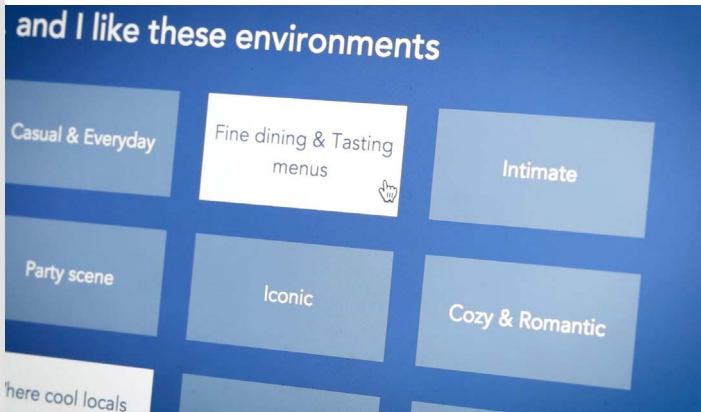 and I like these environments
Casual & Everyday
Fine dining & Tasting
menus
Intimate
Party scene
Iconic
Cozy & Romantic
here cool locals